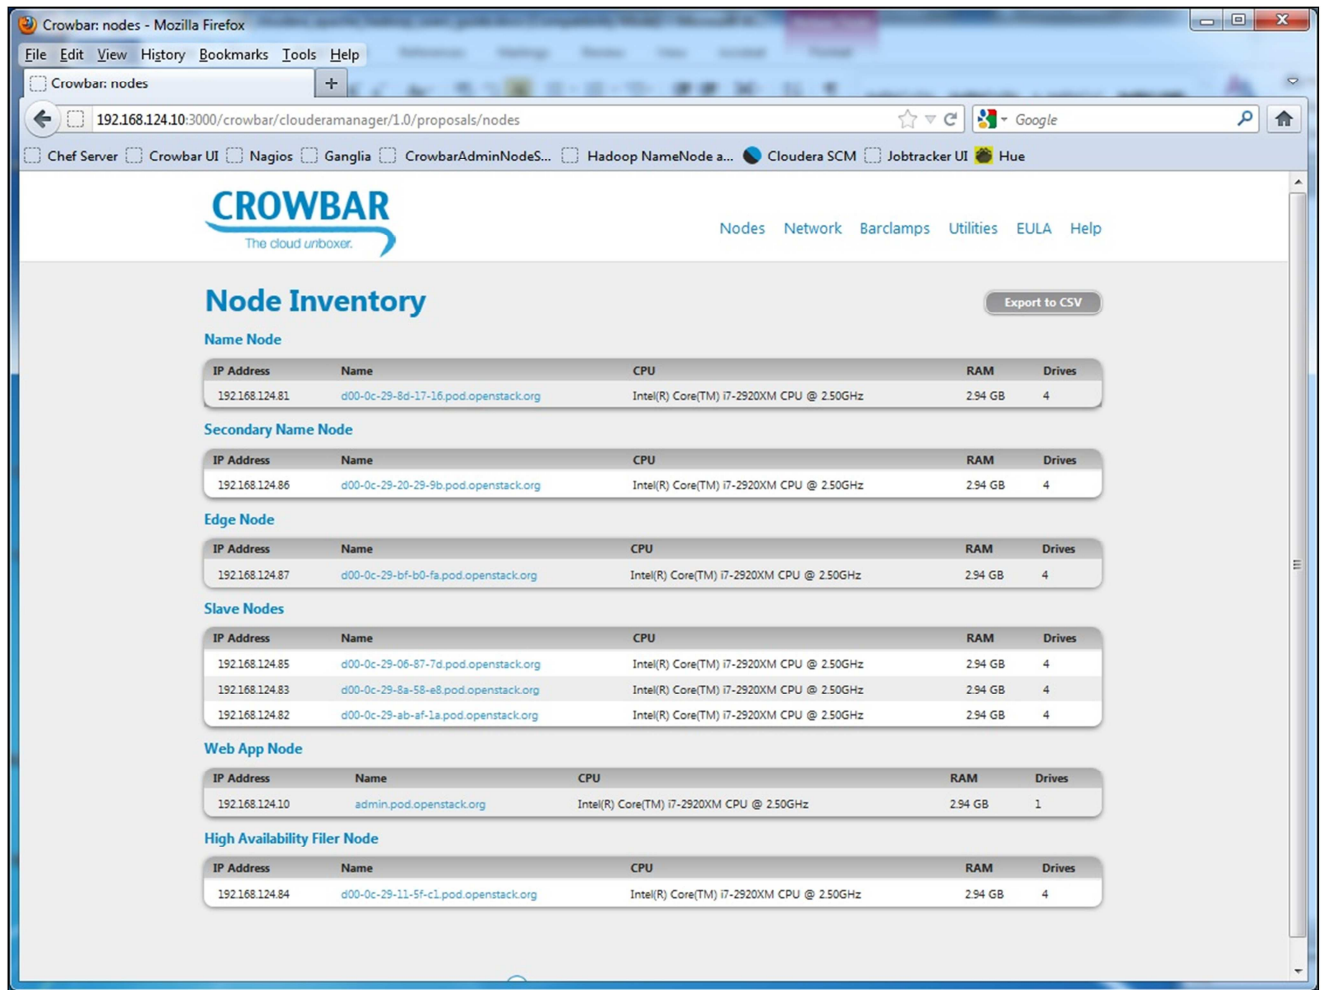 Crowbar: nodes - Mozilla Firefox
File Edit View History Bookmarks Tools Help
Crowbar: nodes
192.168.124.10:3000/crowbar/clouderamanager/1.0/proposals/nodes
Google
Chef Server Crowbar UI Nagios Ganglia CrowbarAdminNodeS... Hadoop NameNode a... Cloudera SCM Jobtracker UI Hue
CROWBAR
The cloud unboxer.
Nodes Network Barclamps Utilities EULA Help
Node Inventory
Export to CSV
Name Node
IP Address Name CPU RAM Drives
192.168.124.81 d00-0c-29-8d-17-16.pod.openstack.org Intel(R) Core(TM) i7-2920XM CPU @ 2.50GHz 2.94 GB 4
Secondary Name Node
IP Address Name CPU RAM Drives
192.168.124.86 d00-0c-29-20-29-9b.pod.openstack.org Intel(R) Core(TM) i7-2920XM CPU @ 2.50GHz 2.94 GB 4
Edge Node
IP Address Name CPU RAM Drives
192.168.124.87 d00-0c-29-bf-b0-fa.pod.openstack.org Intel(R) Core(TM) i7-2920XM CPU @ 2.50GHz 2.94 GB 4
Slave Nodes
IP Address Name CPU RAM Drives
192.168.124.85 d00-0c-29-06-87-7d.pod.openstack.org Intel(R) Core(TM) i7-2920XM CPU @ 2.50GHz 2.94 GB 4
192.168.124.83 d00-0c-29-8a-58-e8.pod.openstack.org Intel(R) Core(TM) i7-2920XM CPU @ 2.50GHz 2.94 GB 4
192.168.124.82 d00-0c-29-ab-af-1a.pod.openstack.org Intel(R) Core(TM) i7-2920XM CPU @ 2.50GHz 2.94 GB 4
Web App Node
IP Address Name CPU RAM Drives
192.168.124.10 admin.pod.openstack.org Intel(R) Core(TM) i7-2920XM CPU @ 2.50GHz 2.94 GB 1
High Availability Filer Node
IP Address Name CPU RAM Drives
192.168.124.84 d00-0c-29-11-5f-c1.pod.openstack.org Intel(R) Core(TM) i7-2920XM CPU @ 2.50GHz 2.94 GB 4